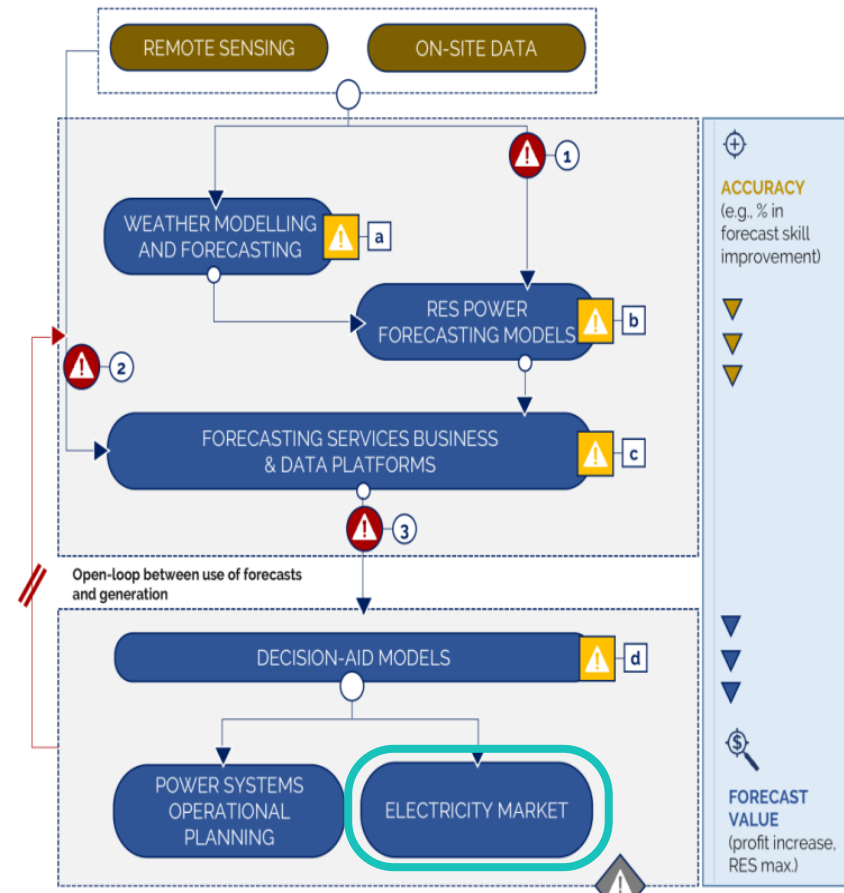 REMOTE SENSING
ON-SITE DATA
1
WEATHER MODELLING
AND FORECASTING
a
RES POWER
FORECASTING MODELS
b
2
FORECASTING SERVICES BUSINESS
& DATA PLATFORMS
c
3
Open-loop between use of forecasts
and generation
DECISION-AID MODELS
d
POWER SYSTEMS
OPERATIONAL
PLANNING
ELECTRICITY MARKET
ACCURACY
(e.g., % in
forecast skill
improvement)
$
FORECAST
VALUE
(profit increase,
RES max.)